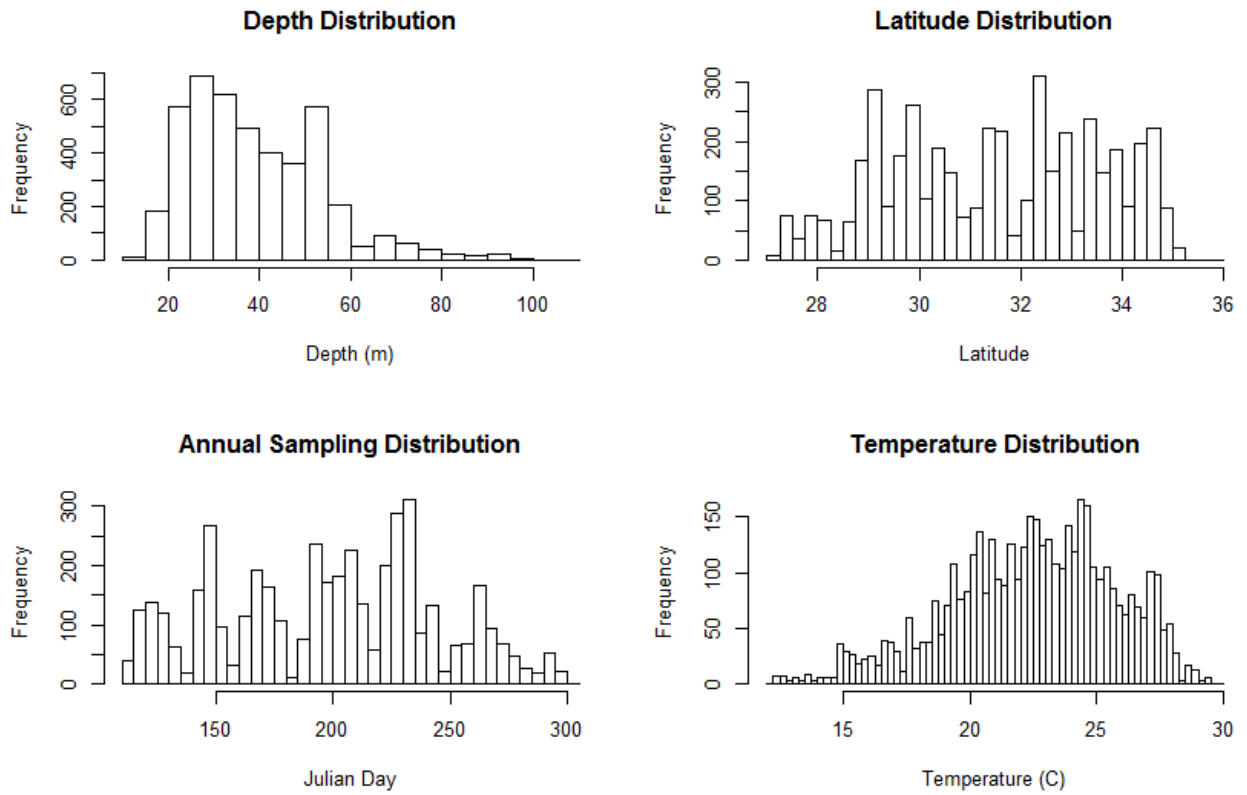 Depth Distribution
Frequency
0 200 400 600
20 40 60 80 100
Depth (m)
Latitude Distribution
Frequency
0 100 200 300
28 30 32 34 36
Latitude
Annual Sampling Distribution
Frequency
0 100 200 300
150 200 250 300
Julian Day
Temperature Distribution
Frequency
0 50 100 150
15 20 25 30
Temperature (C)